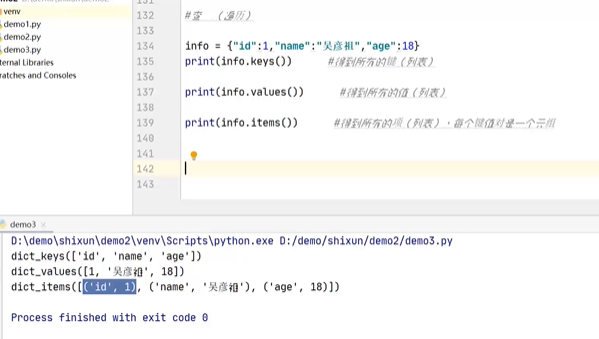 venv
demo1.py
demo2.py
demo3.py
ternal Libraries
ratches and Consoles
132 #查 （遍历）
133
134 info = {"id":1,"name":"吴彦祖","age":18}
135 print(info.keys()) #得到所有的键（列表）
136
137 print(info.values()) #得到所有的值（列表）
138
139 print(info.items()) #得到所有的项（列表），每个键值对是一个元组
140
141
142
143
demo3
D:\demo\shixun\demo2\venv\Scripts\python.exe D:/demo/shixun/demo2/demo3.py
dict_keys(['id', 'name', 'age'])
dict_values([1, '吴彦祖', 18])
dict_items([('id', 1), ('name', '吴彦祖'), ('age', 18)])
Process finished with exit code 0